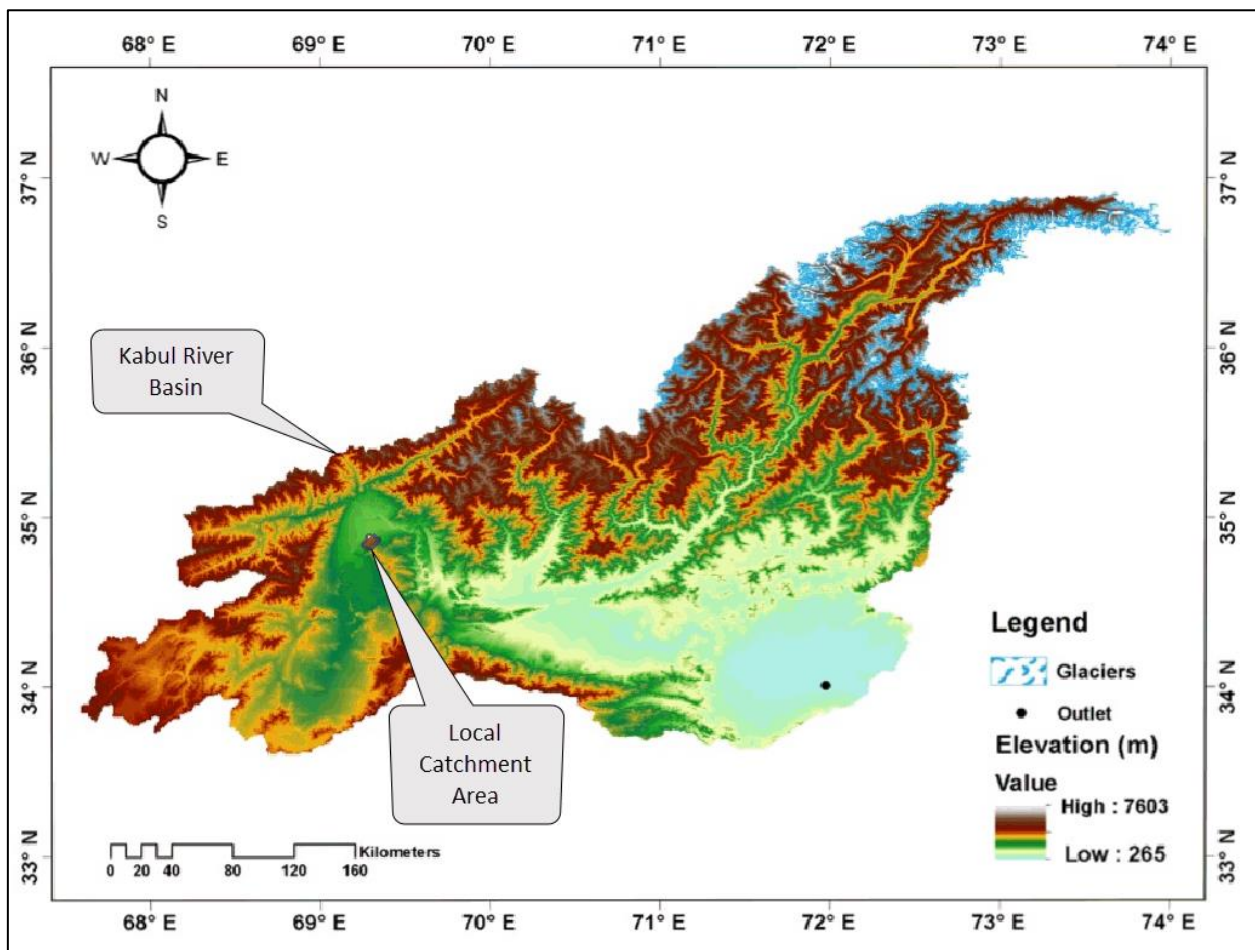 68° E 69° E 70° E 71° E 72° E 73° E 74° E
N
W E
S
37° N 37° N
36° N 36° N
Kabul River
Basin
35° N 35° N
34° N 34° N
Local
Catchment
Area
Legend
Glaciers
Outlet
Elevation (m)
Value
High : 7603
Low : 265
33° N 33° N
Kilometers
0 20 40 80 120 160
68° E 69° E 70° E 71° E 72° E 73° E 74° E